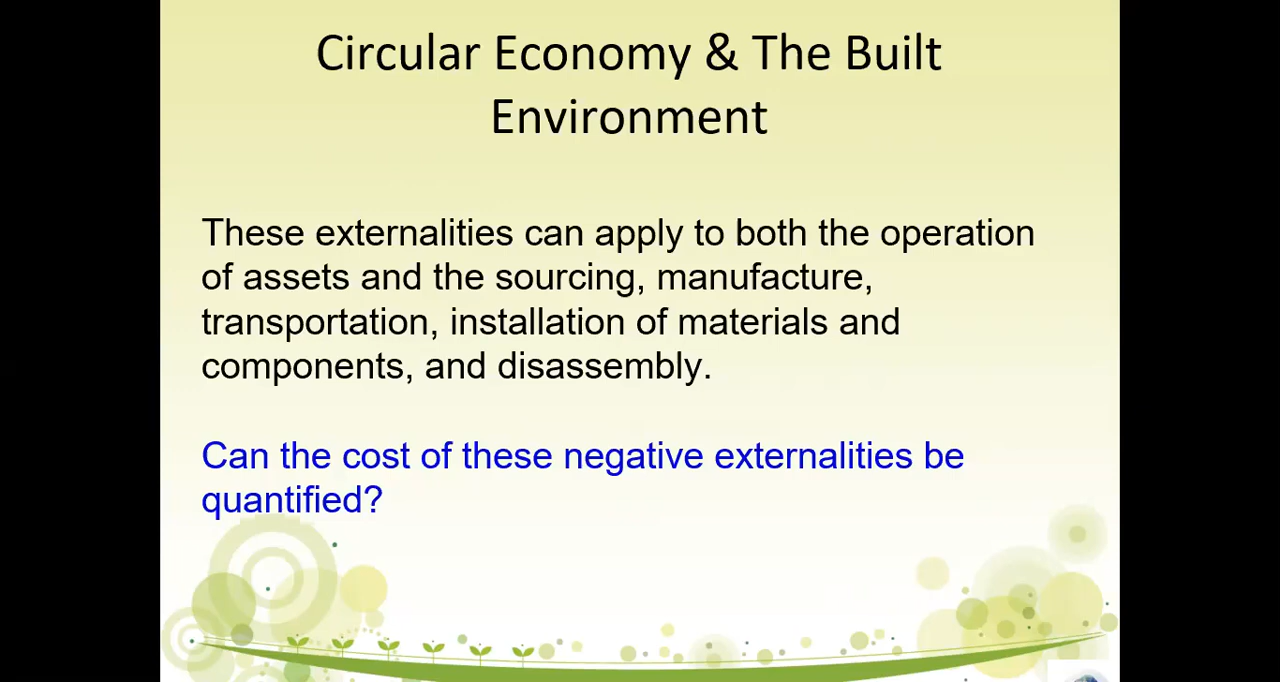 Circular Economy & The Built
Environment
These externalities can apply to both the operation
of assets and the sourcing, manufacture,
transportation, installation of materials and
components, and disassembly.
Can the cost of these negative externalities be
quantified?